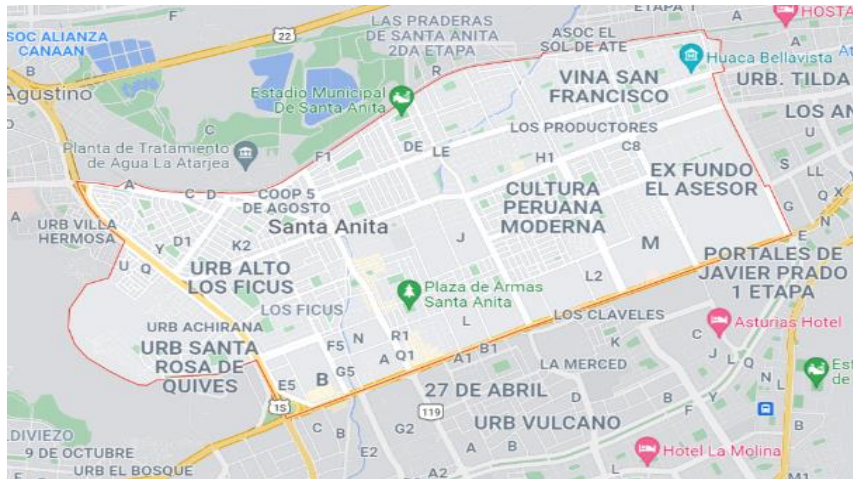 ETAPA 1
A
HOSTA
F
LAS PRADERAS
DE SANTA ANITA
2DA ETAPA
ASOC EL
SOL DE ATE
SOC ALIANZA
CANAAN
22
B
R
Huaca Bellavista
At
VINA SAN
FRANCISCO
URB. TILDA
Agustino
Estadio Municipal
De Santa Anita
LOS AN
C
LOS PRODUCTORES
U
Planta de Tratamiento
de Agua La Atarjea
F1
DE
LE
H1
C8
S
LL
EX FUNDO
EL ASESOR
A
C
D
COOP 5
DE AGOSTO
CULTURA
PERUANA
MODERNA
Q
X
G
URB VILLA
HERMOSA
Santa Anita
E
N
D1
K2
Y
J
M
U
Q
URB ALTO
LOS FICUS
L2
PORTALES DE
JAVIER PRADO
1 ETAPA
Plaza de Armas
Santa Anita
LOS FICUS
L
LOS CLAVELES
Asturias Hotel
URB ACHIRANA
F5
N
R1
K
C
URB SANTA
ROSA DE
QUIVES
A
Q1
A1
B1
J
L
Q
LA MERCED
Est
de
G5
N
E5
B
27 DE ABRIL
D
L
15
119
B
F
Y
C
B
G2
URB VULCANO
LDIVIEZO
9 DE OCTUBRE
E2
Hotel La Molina
URB EL BOSQUE
A2
A
C
M1